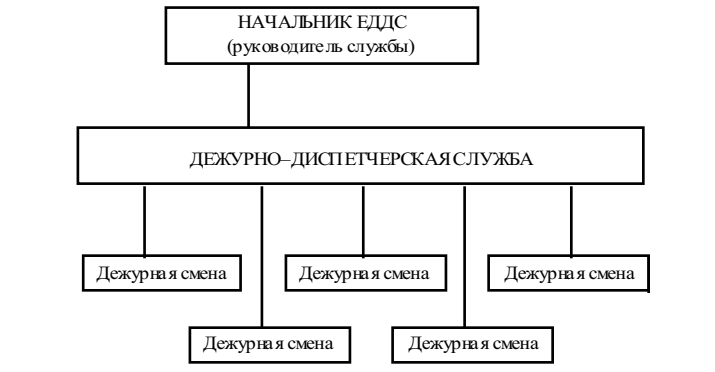 НАЧАЛЬНИК ЕДДС
(руководитель службы)
ДЕЖУРНО–ДИСПЕТЧЕРСКАЯ СЛУЖБА
Дежурная смена
Дежурная смена
Дежурная смена
Дежурная смена
Дежурная смена